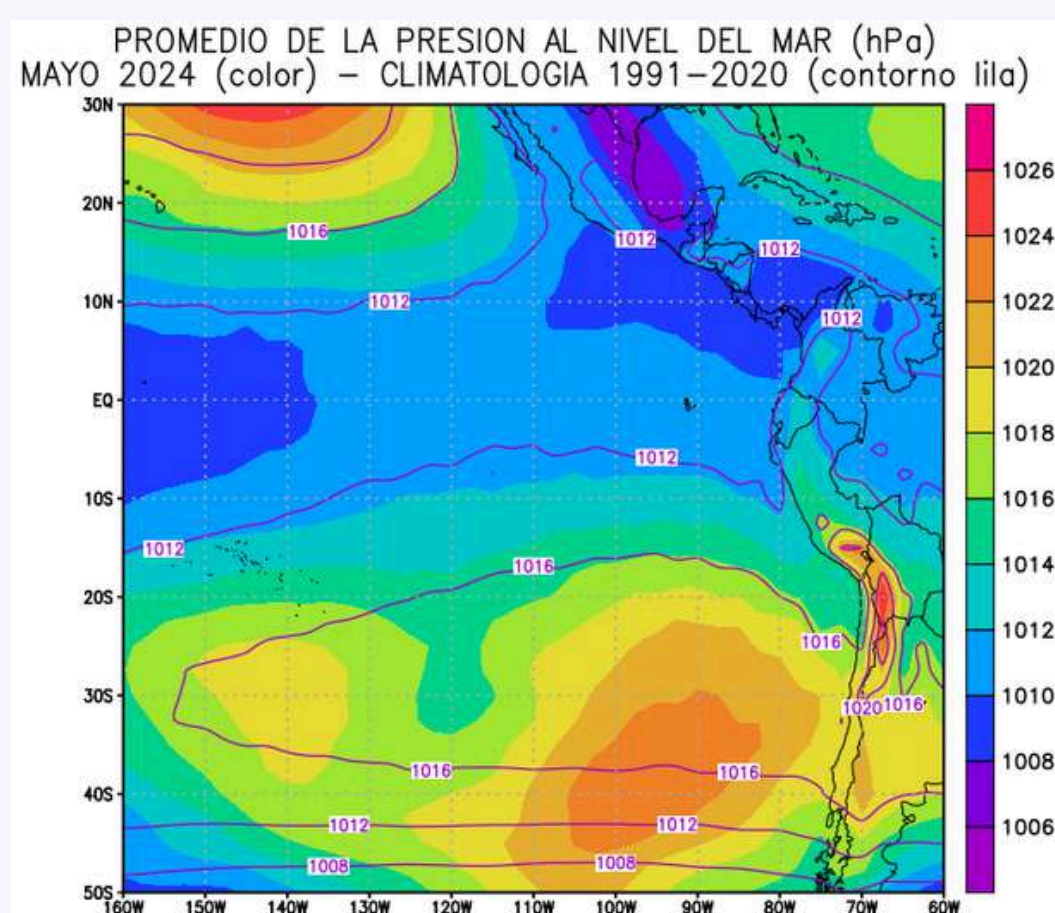 PROMEDIO DE LA PRESION AL NIVEL DEL MAR (hPa)
MAYO 2024 (color) – CLIMATOLOGIA 1991–2020 (contorno lila)
30N
20N
10N
EQ
10S
20S
30S
40S
50S
160W 150W 140W 130W 120W 110W 100W 90W 80W 70W 60W
1016
1012
1012
1012
1012
1012
1012
1016
1016
1020 1016
1016
1016
1012
1012
1008
1008
1026
1024
1022
1020
1018
1016
1014
1012
1010
1008
1006